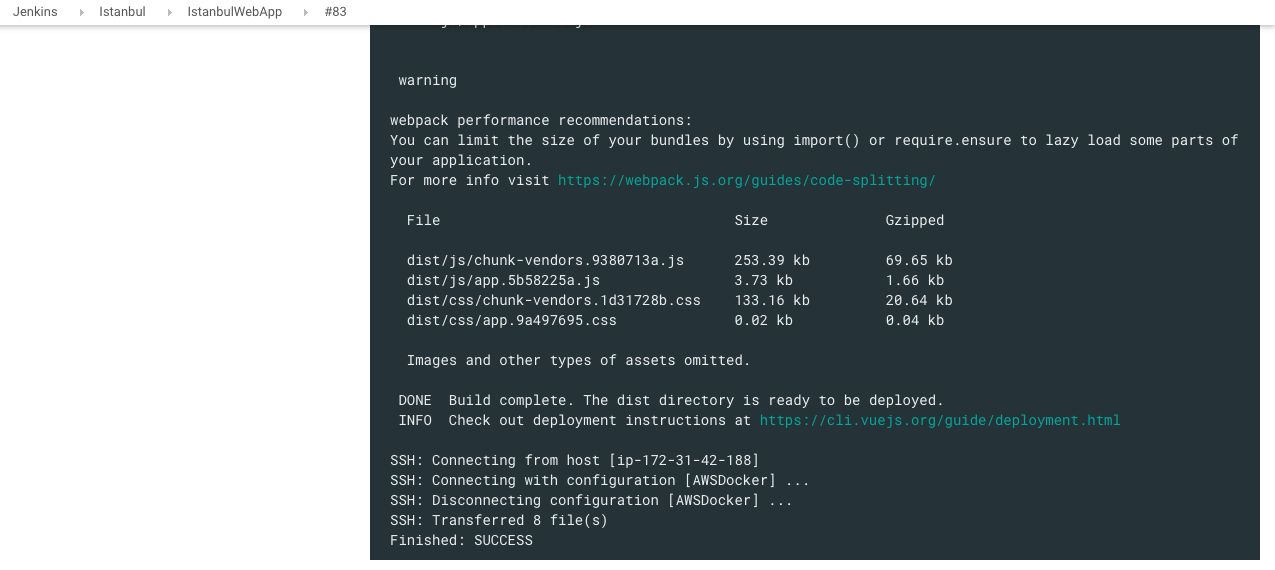 Jenkins Istanbul IstanbulWebApp #83
warning
webpack performance recommendations:
You can limit the size of your bundles by using import() or require.ensure to lazy load some parts of
your application.
For more info visit https://webpack.js.org/guides/code-splitting/
File Size Gzipped
dist/js/chunk-vendors.9380713a.js 253.39 kb 69.65 kb
dist/js/app.5b58225a.js 3.73 kb 1.66 kb
dist/css/chunk-vendors.1d31728b.css 133.16 kb 20.64 kb
dist/css/app.9a497695.css 0.02 kb 0.04 kb
Images and other types of assets omitted.
DONE Build complete. The dist directory is ready to be deployed.
INFO Check out deployment instructions at https://cli.vuejs.org/guide/deployment.html
SSH: Connecting from host [ip-172-31-42-188]
SSH: Connecting with configuration [AWSDocker] ...
SSH: Disconnecting configuration [AWSDocker] ...
SSH: Transferred 8 file(s)
Finished: SUCCESS